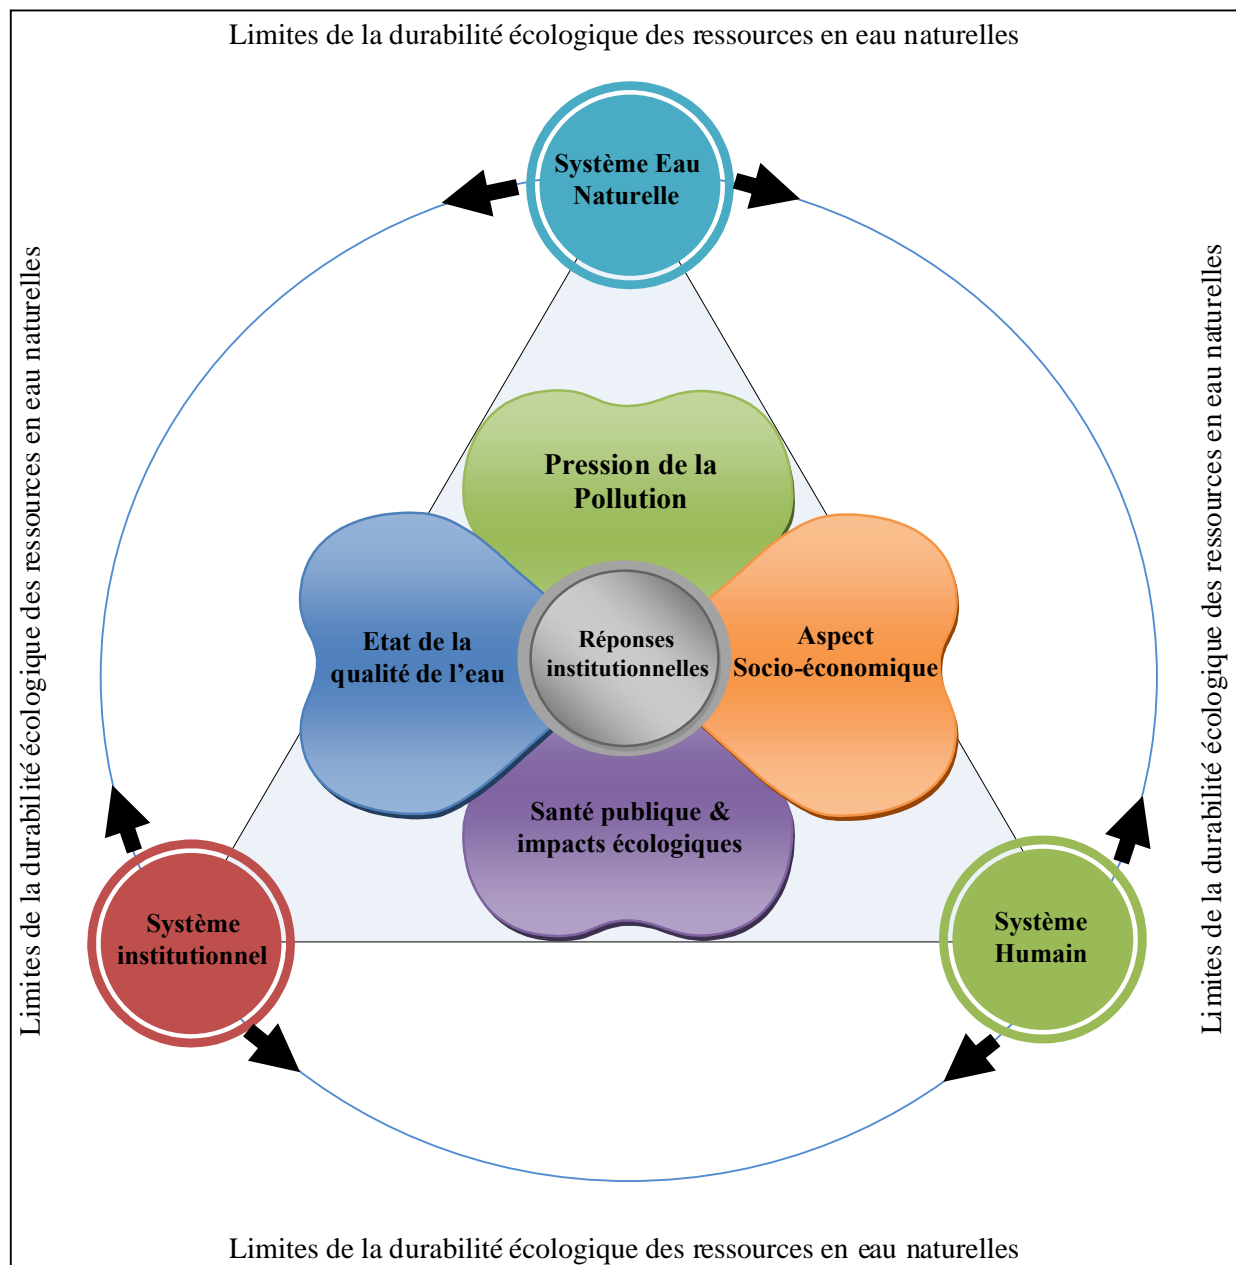 Limites de la durabilité écologique des ressources en eau naturelles
Système Eau
Naturelle
Limites de la durabilité écologique des ressources en eau naturelles
Limites de la durabilité écologique des ressources en eau naturelles
Pression de la
Pollution
Etat de la
qualité de l’eau
Réponses
institutionnelles
Aspect
Socio-économique
Santé publique &
impacts écologiques
Système
institutionnel
Système
Humain
Limites de la durabilité écologique des ressources en eau naturelles